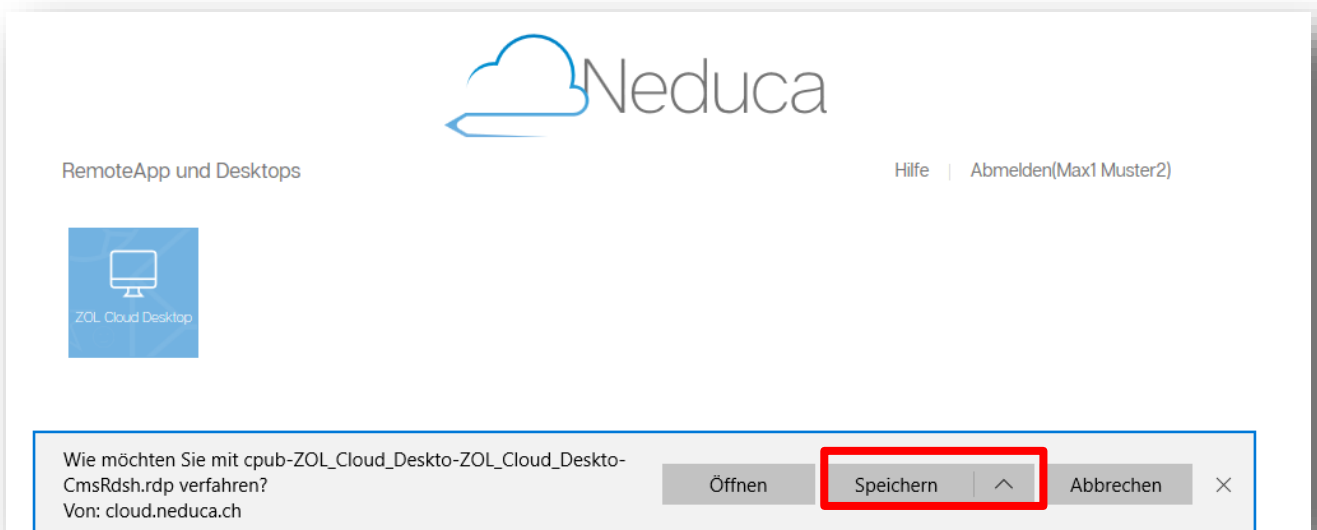 Neduca
RemoteApp und Desktops
Hilfe | Abmelden(Max1 Muster2)
ZOL Cloud Desktop
Wie möchten Sie mit cpub-ZOL_Cloud_Deskto-ZOL_Cloud_Deskto-
CmsRdsh.rdp verfahren?
Von: cloud.neduca.ch
Öffnen
Speichern
Abbrechen